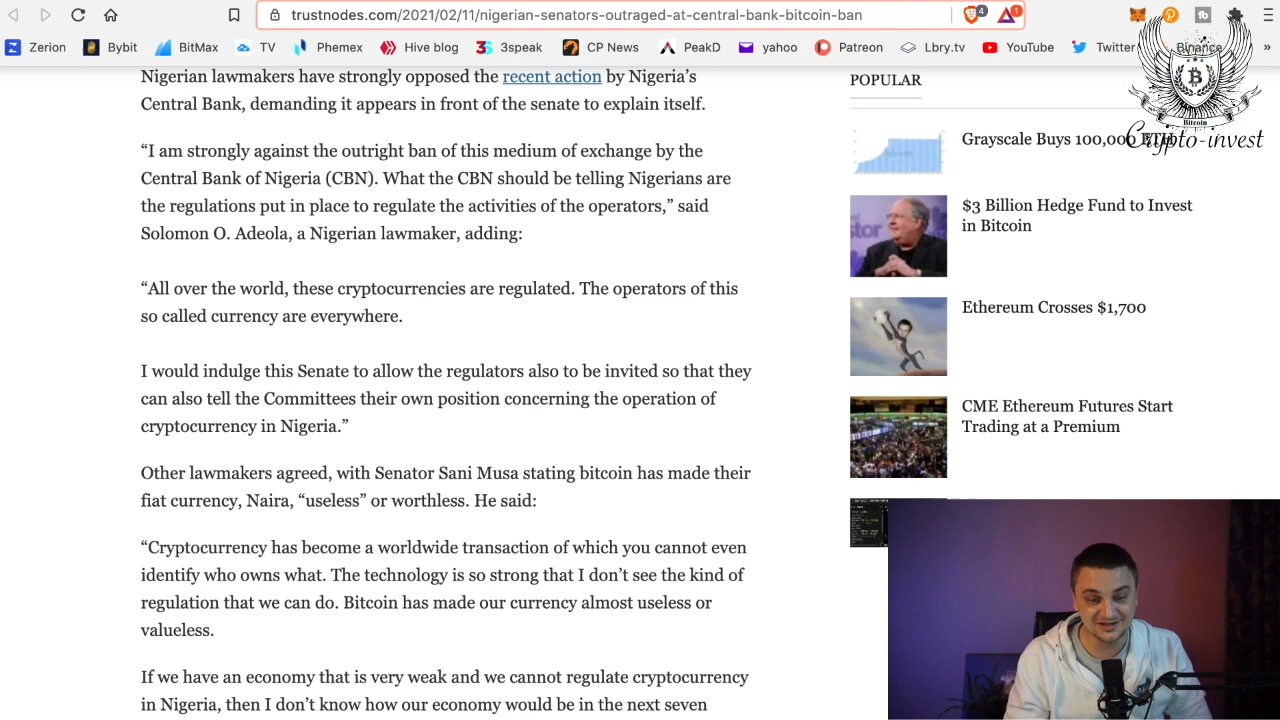 trustnodes.com/2021/02/11/nigerian-senators-outraged-at-central-bank-bitcoin-ban
4
1
Zerion
Bybit
BitMax
TV
Phemex
Hive blog
3speak
CP News
PeakD
yahoo
Patreon
Lbry.tv
YouTube
Twitter
Binance
»
Nigerian lawmakers have strongly opposed the recent action by Nigeria’s
Central Bank, demanding it appears in front of the senate to explain itself.
“I am strongly against the outright ban of this medium of exchange by the
Central Bank of Nigeria (CBN). What the CBN should be telling Nigerians are
the regulations put in place to regulate the activities of the operators,” said
Solomon O. Adeola, a Nigerian lawmaker, adding:
“All over the world, these cryptocurrencies are regulated. The operators of this
so called currency are everywhere.
I would indulge this Senate to allow the regulators also to be invited so that they
can also tell the Committees their own position concerning the operation of
cryptocurrency in Nigeria.”
Other lawmakers agreed, with Senator Sani Musa stating bitcoin has made their
fiat currency, Naira, “useless” or worthless. He said:
“Cryptocurrency has become a worldwide transaction of which you cannot even
identify who owns what. The technology is so strong that I don’t see the kind of
regulation that we can do. Bitcoin has made our currency almost useless or
valueless.
If we have an economy that is very weak and we cannot regulate cryptocurrency
in Nigeria, then I don’t know how our economy would be in the next seven
POPULAR
Grayscale Buys 100,000 ETH
$3 Billion Hedge Fund to Invest
in Bitcoin
Ethereum Crosses $1,700
CME Ethereum Futures Start
Trading at a Premium
Bitcoin
Crypto-invest